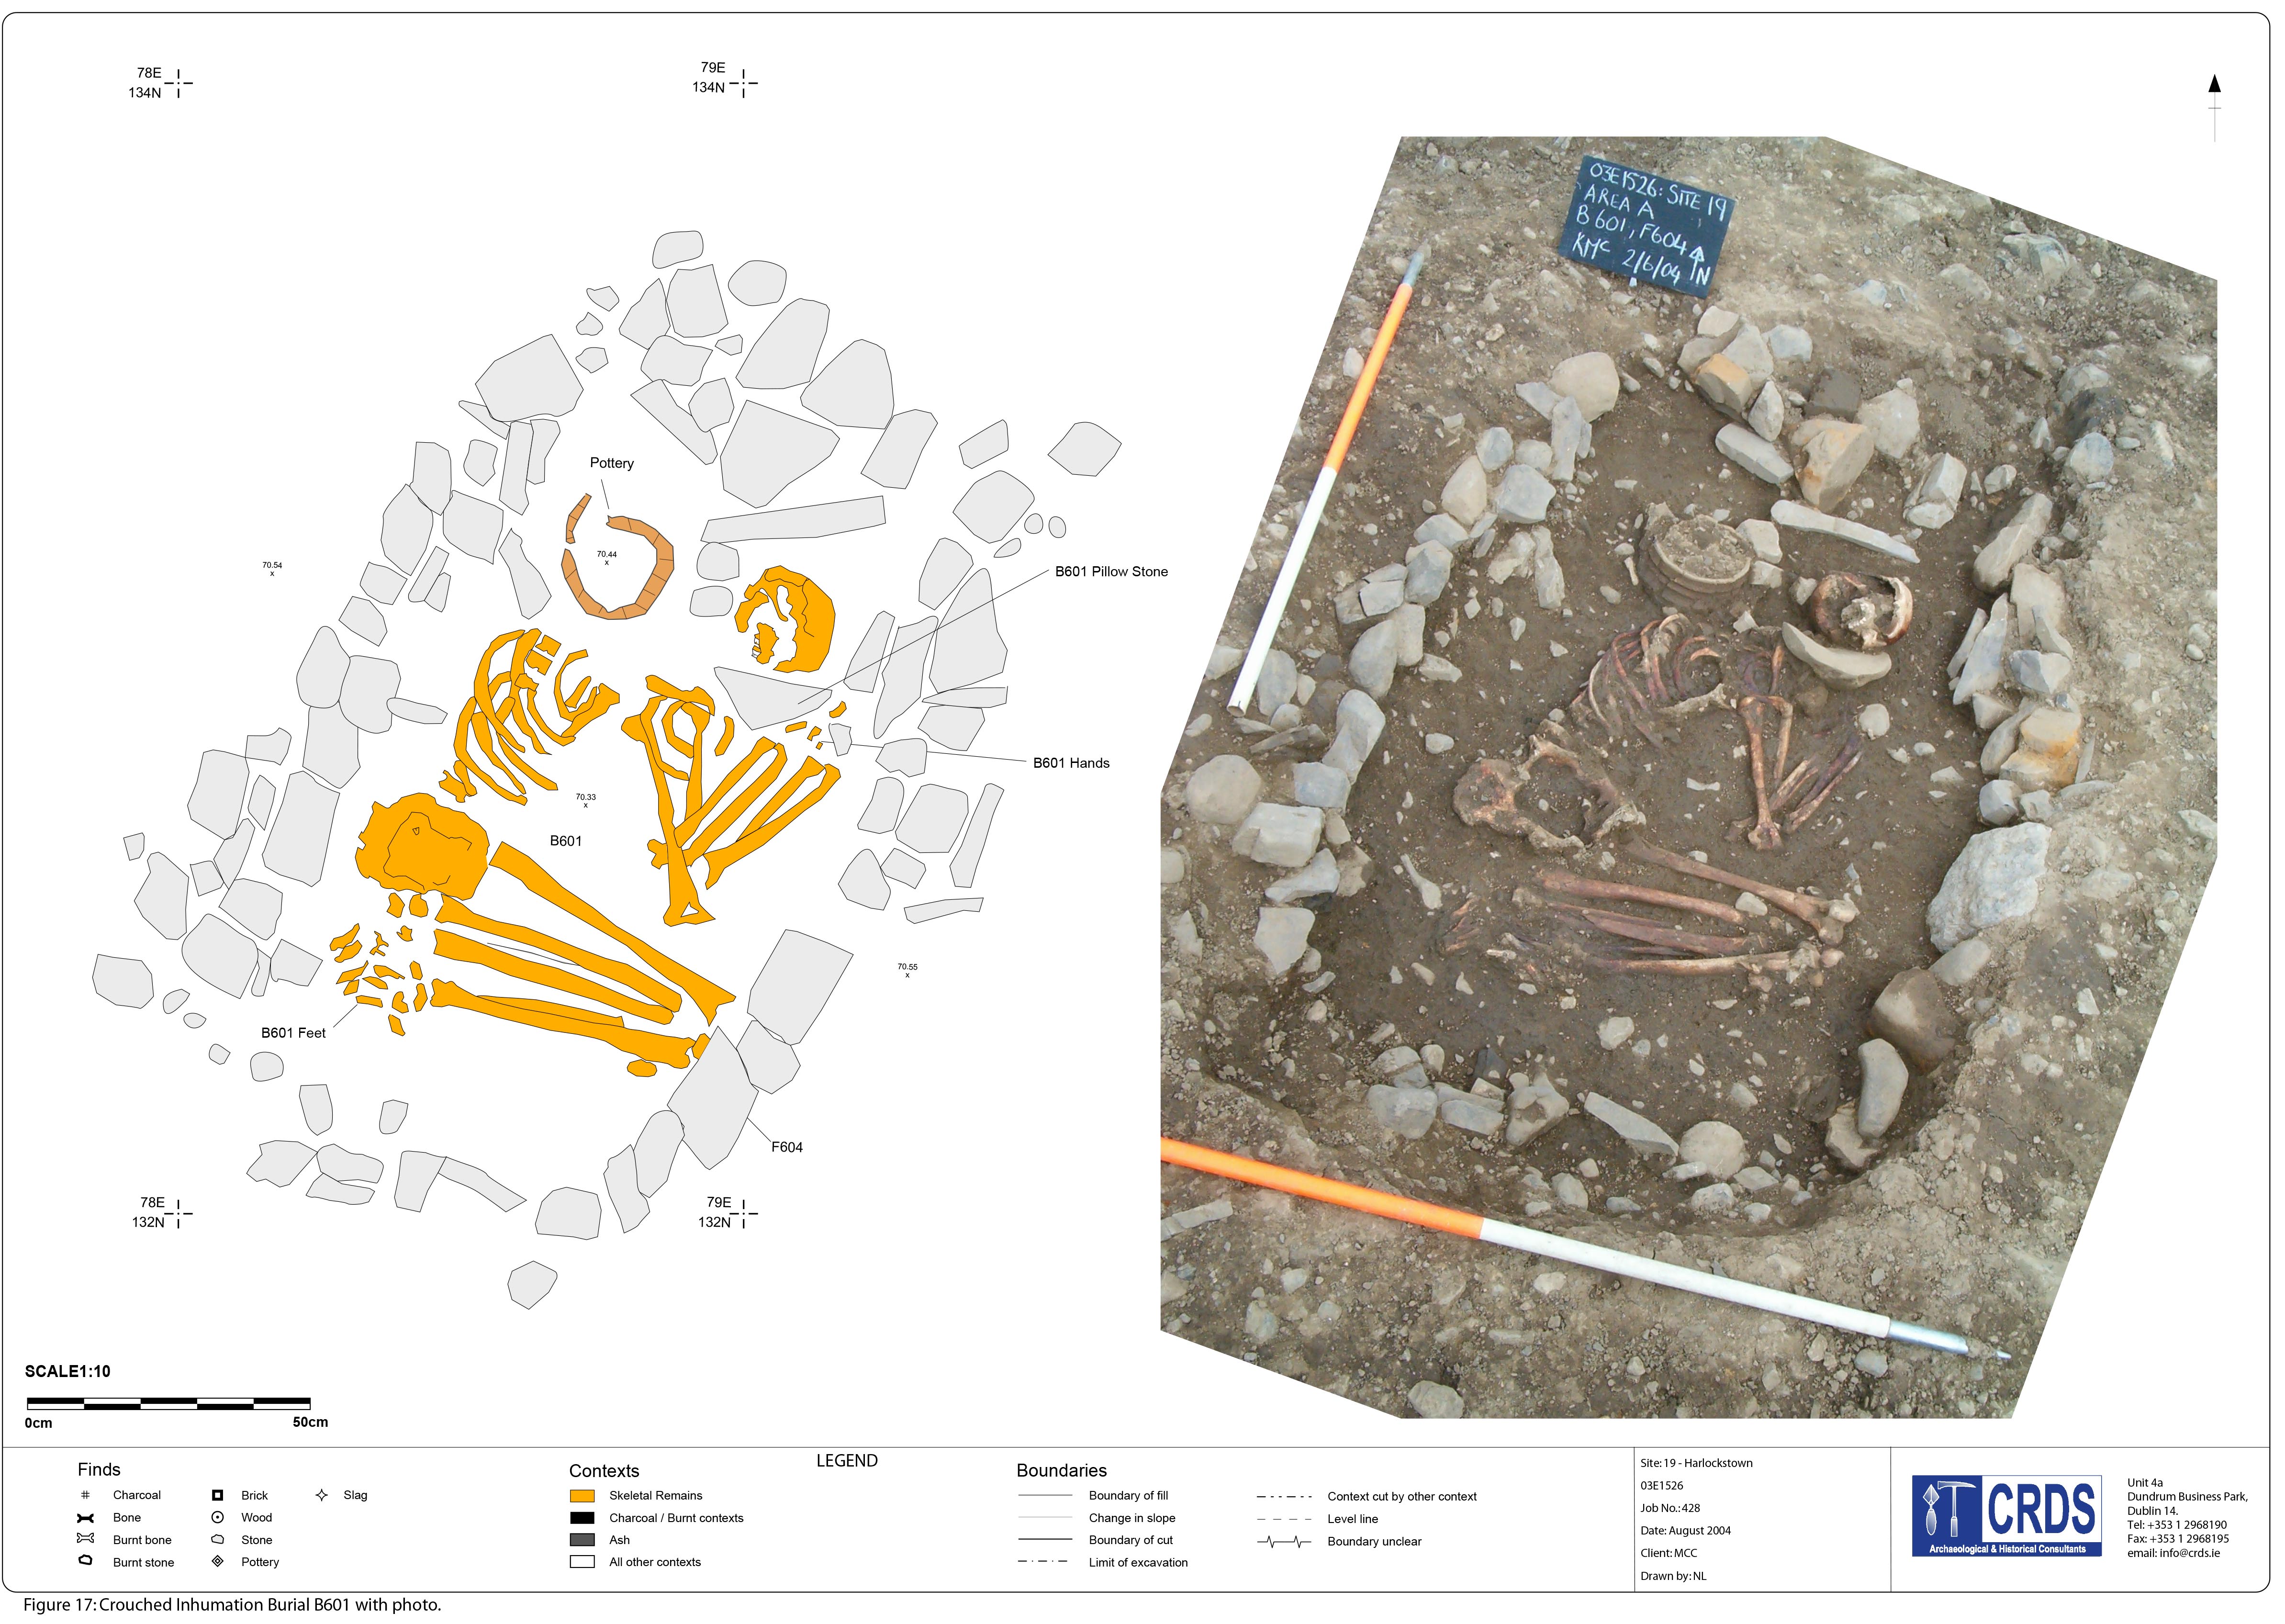 78E
134N
79E
134N
03E1526: SITE 19
AREA A
B601, F604
KMC 2/6/04 N
Pottery
70.44
x
70.54
x
B601 Pillow Stone
B601 Hands
70.33
x
B601
70.55
x
B601 Feet
F604
78E
132N
79E
132N
SCALE1:10
0cm
50cm
LEGEND
Finds
Charcoal
Bone
Burnt bone
Burnt stone
Brick
Wood
Stone
Pottery
Slag
Contexts
Skeletal Remains
Charcoal / Burnt contexts
Ash
All other contexts
Boundaries
Boundary of fill
Change in slope
Boundary of cut
Limit of excavation
Context cut by other context
Level line
Boundary unclear
Site: 19 - Harlockstown
03E1526
Job No.: 428
Date: August 2004
Client: MCC
Drawn by: NL
CRDS
Archaeological & Historical Consultants
Unit 4a
Dundrum Business Park,
Dublin 14.
Tel: +353 1 2968190
Fax: +353 1 2968195
email: info@crds.ie
Figure 17: Crouched Inhumation Burial B601 with photo.